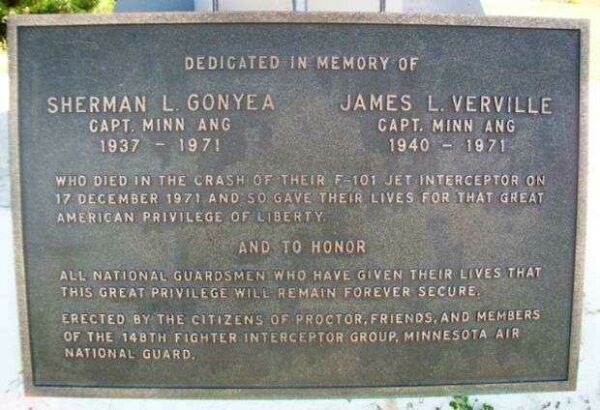 DEDICATED IN MEMORY OF
SHERMAN L. GONYEA JAMES L. VERVILLE
CAPT. MINN ANG CAPT. MINN ANG
1937 - 1971 1940 - 1971
WHO DIED IN THE CRASH OF THEIR F-101 JET INTERCEPTOR ON
17 DECEMBER 1971 AND SO GAVE THEIR LIVES FOR THAT GREAT
AMERICAN PRIVILEGE OF LIBERTY.
AND TO HONOR
ALL NATIONAL GUARDSMEN WHO HAVE GIVEN THEIR LIVES THAT
THIS GREAT PRIVILEGE WILL REMAIN FOREVER SECURE.
ERECTED BY THE CITIZENS OF PROCTOR, FRIENDS, AND MEMBERS
OF THE 148TH FIGHTER INTERCEPTOR GROUP, MINNESOTA AIR
NATIONAL GUARD.